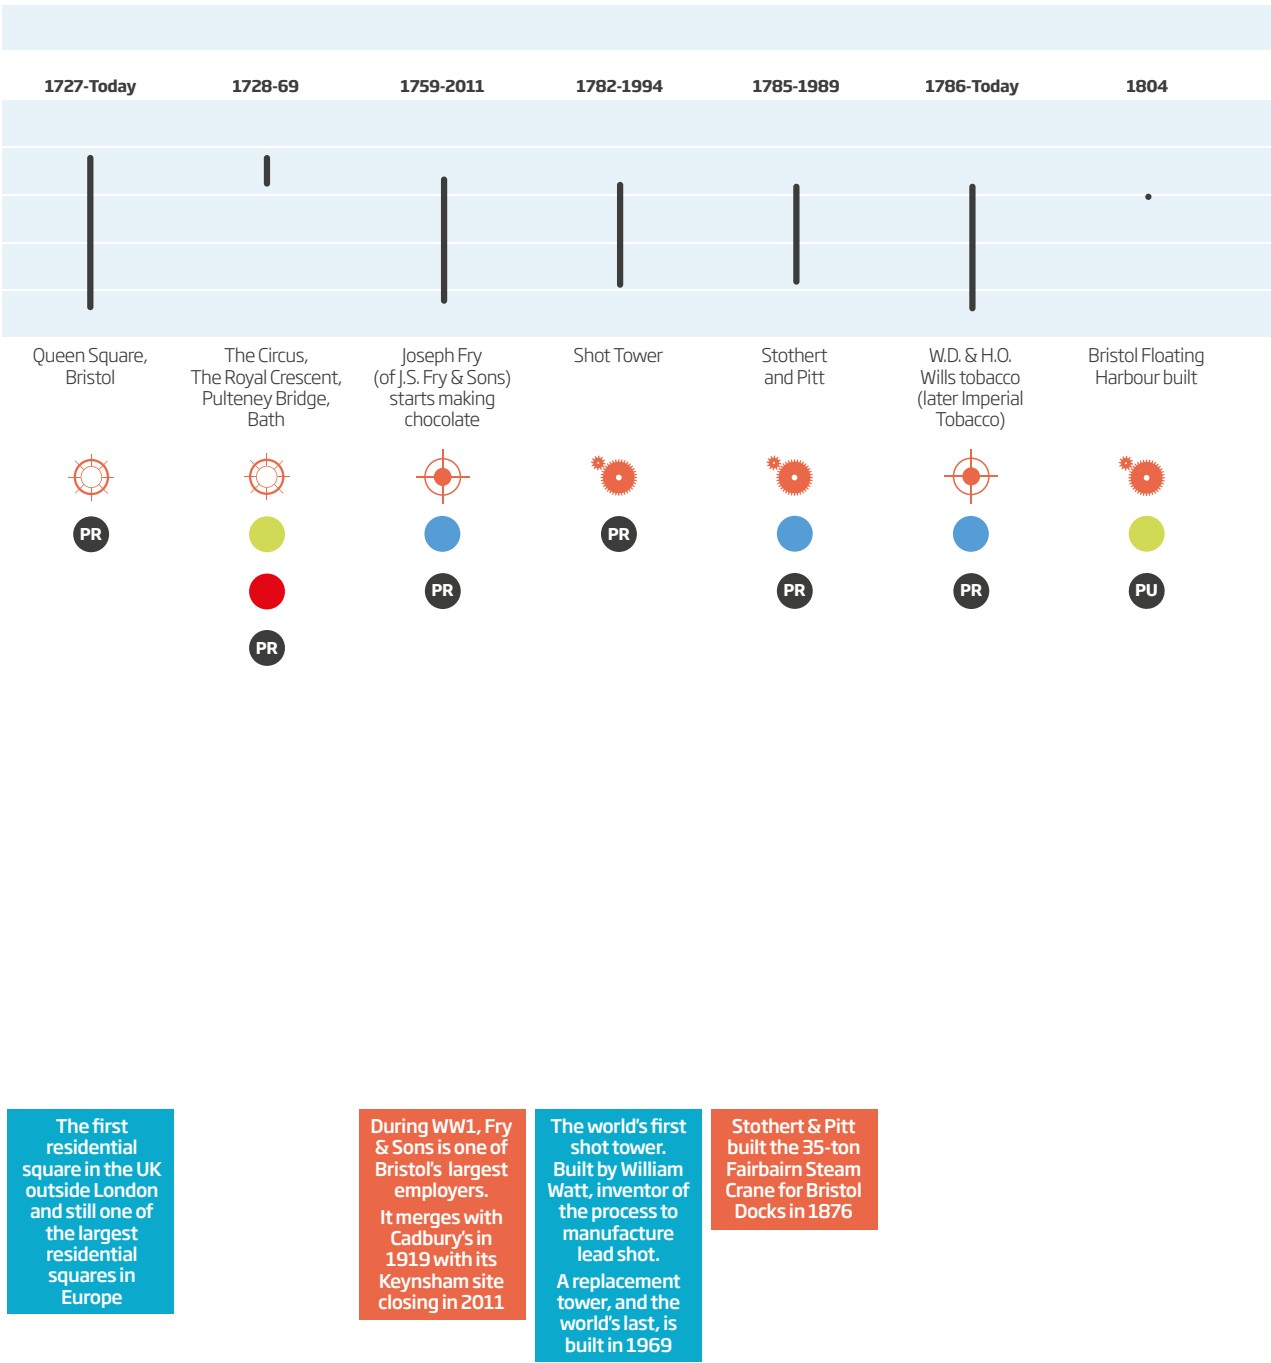 1727-Today
1728-69
1759-2011
1782-1994
1785-1989
1786-Today
1804
Queen Square,
Bristol
The Circus,
The Royal Crescent,
Pulteney Bridge,
Bath
Joseph Fry
(of J.S. Fry & Sons)
starts making
chocolate
Shot Tower
Stothert
and Pitt
W.D. & H.O.
Wills tobacco
(later Imperial
Tobacco)
Bristol Floating
Harbour built
PR
PR
PR
PR
PR
PU
PR
The first
residential
square in the UK
outside London
and still one of
the largest
residential
squares in
Europe
During WW1, Fry
& Sons is one of
Bristol's largest
employers.
It merges with
Cadbury's in
1919 with its
Keynsham site
closing in 2011
The world's first
shot tower.
Built by William
Watt, inventor of
the process to
manufacture
lead shot.
A replacement
tower, and the
world's last, is
built in 1969
Stothert & Pitt
built the 35-ton
Fairbairn Steam
Crane for Bristol
Docks in 1876